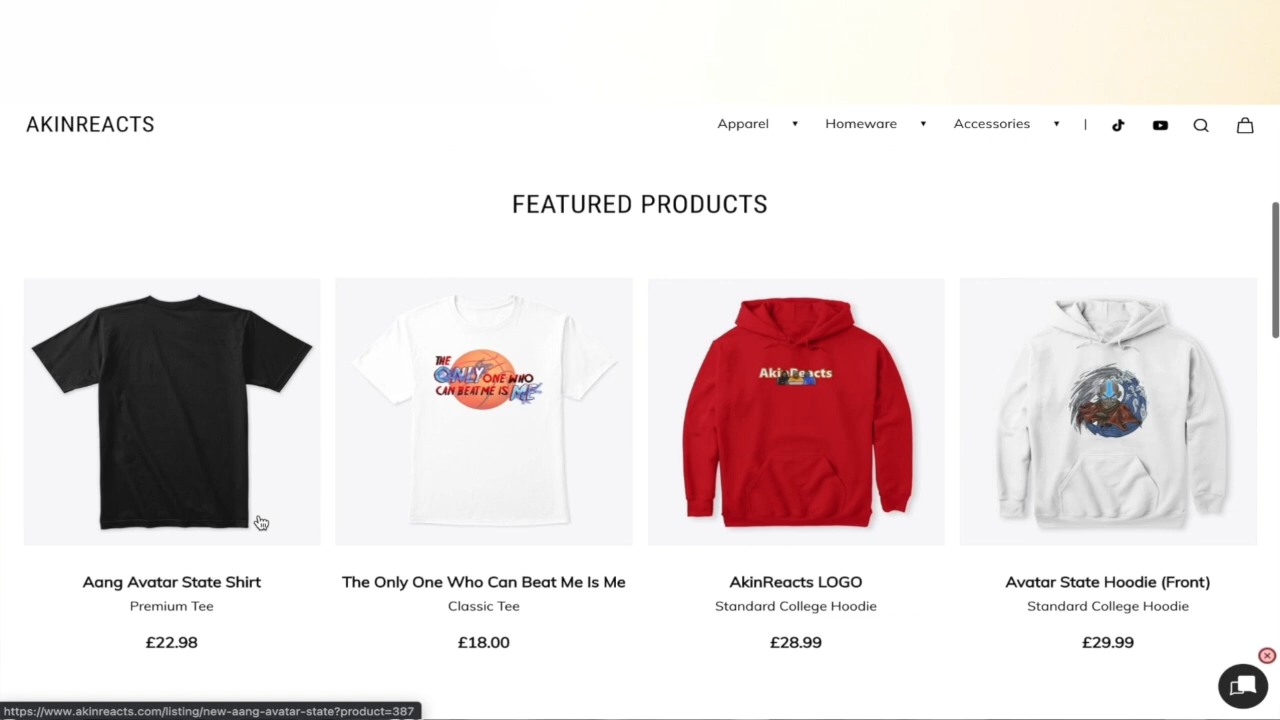 AKINREACTS
Apparel ▼ Homeware ▼ Accessories ▼ |
FEATURED PRODUCTS
THE
ONLY ONE WHO
CAN BEAT ME IS ME
AkinReacts
Aang Avatar State Shirt
Premium Tee
£22.98
The Only One Who Can Beat Me Is Me
Classic Tee
£18.00
AkinReacts LOGO
Standard College Hoodie
£28.99
Avatar State Hoodie (Front)
Standard College Hoodie
£29.99
https://www.akinreacts.com/listing/new-aang-avatar-state?product=387